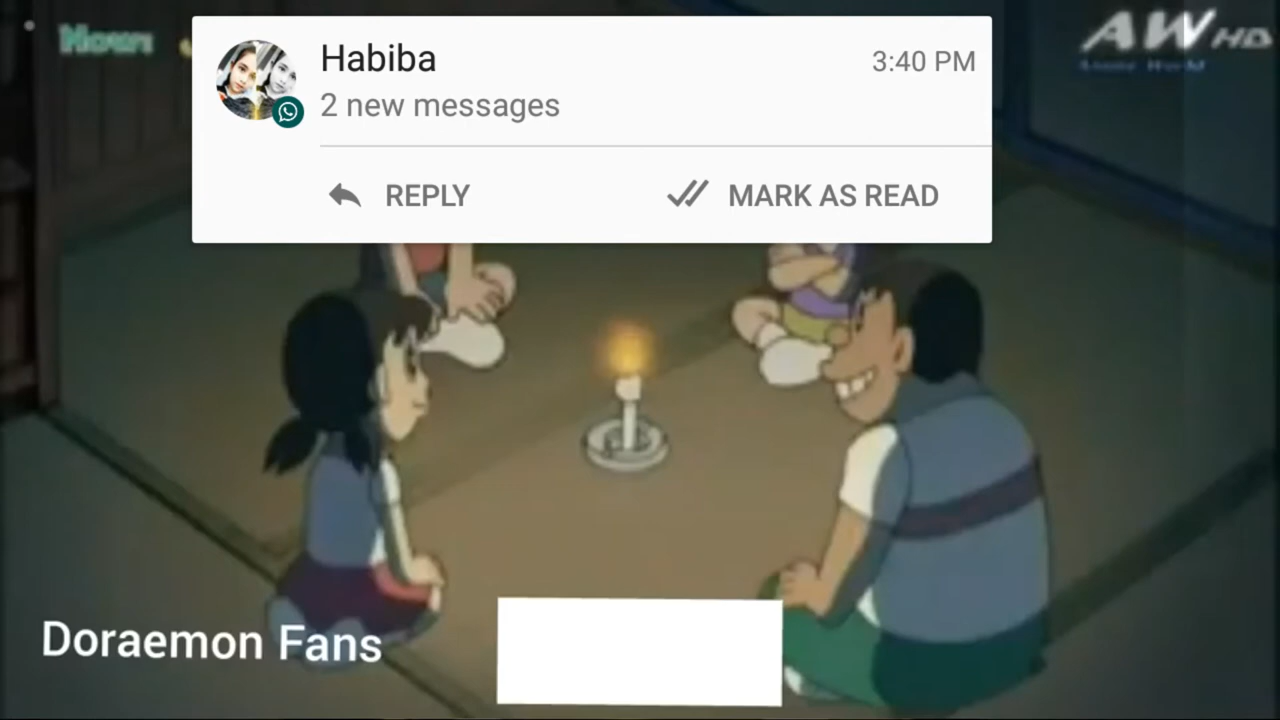 AW HD
Habiba
3:40 PM
2 new messages
REPLY
MARK AS READ
Doraemon Fans